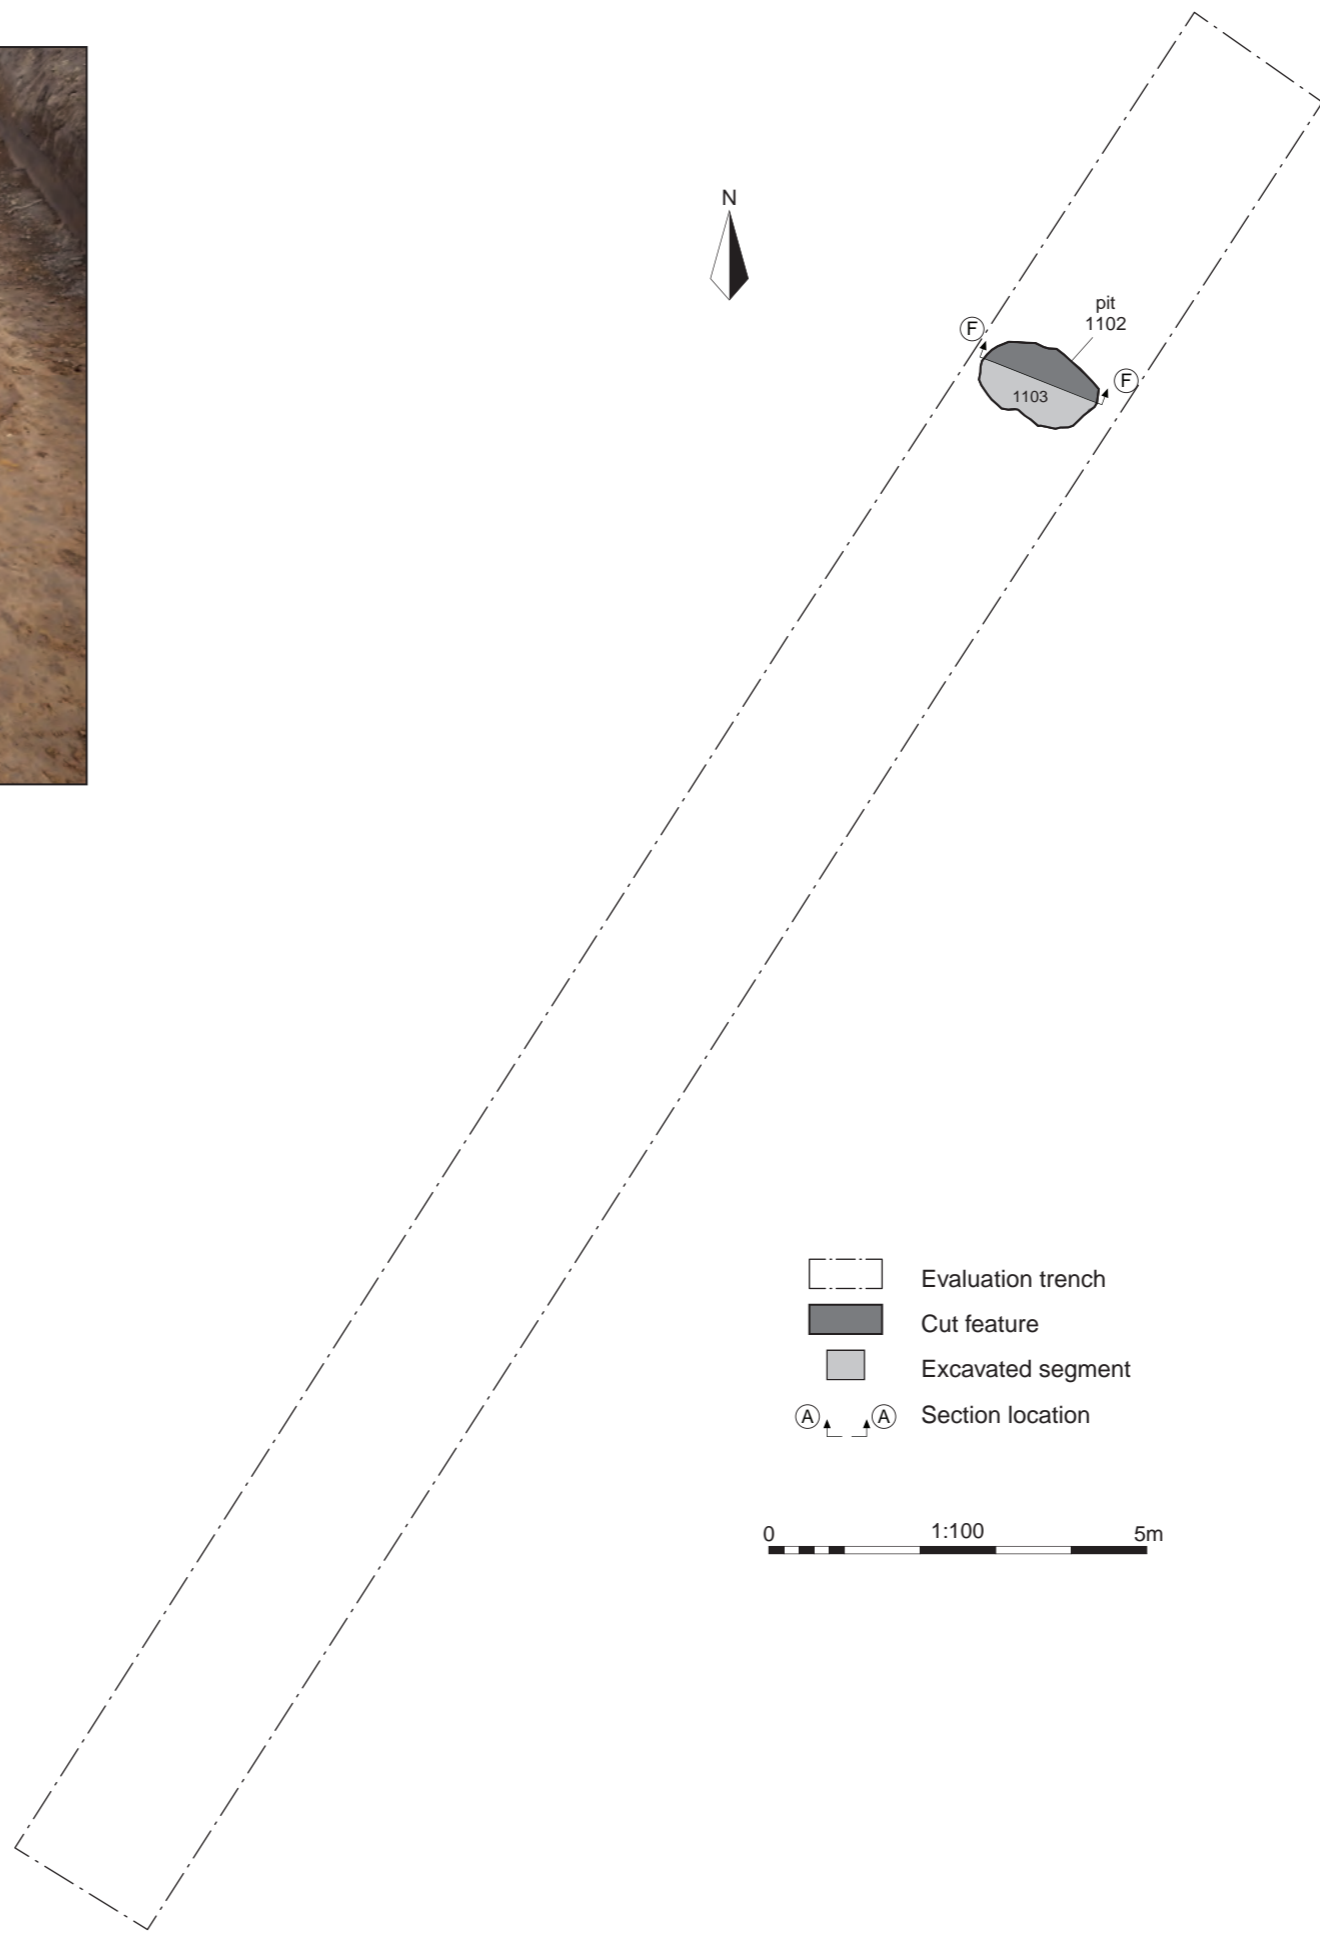 N
F
pit
1102
F
1103
Evaluation trench
Cut feature
Excavated segment
A A Section location
0 1:100 5m